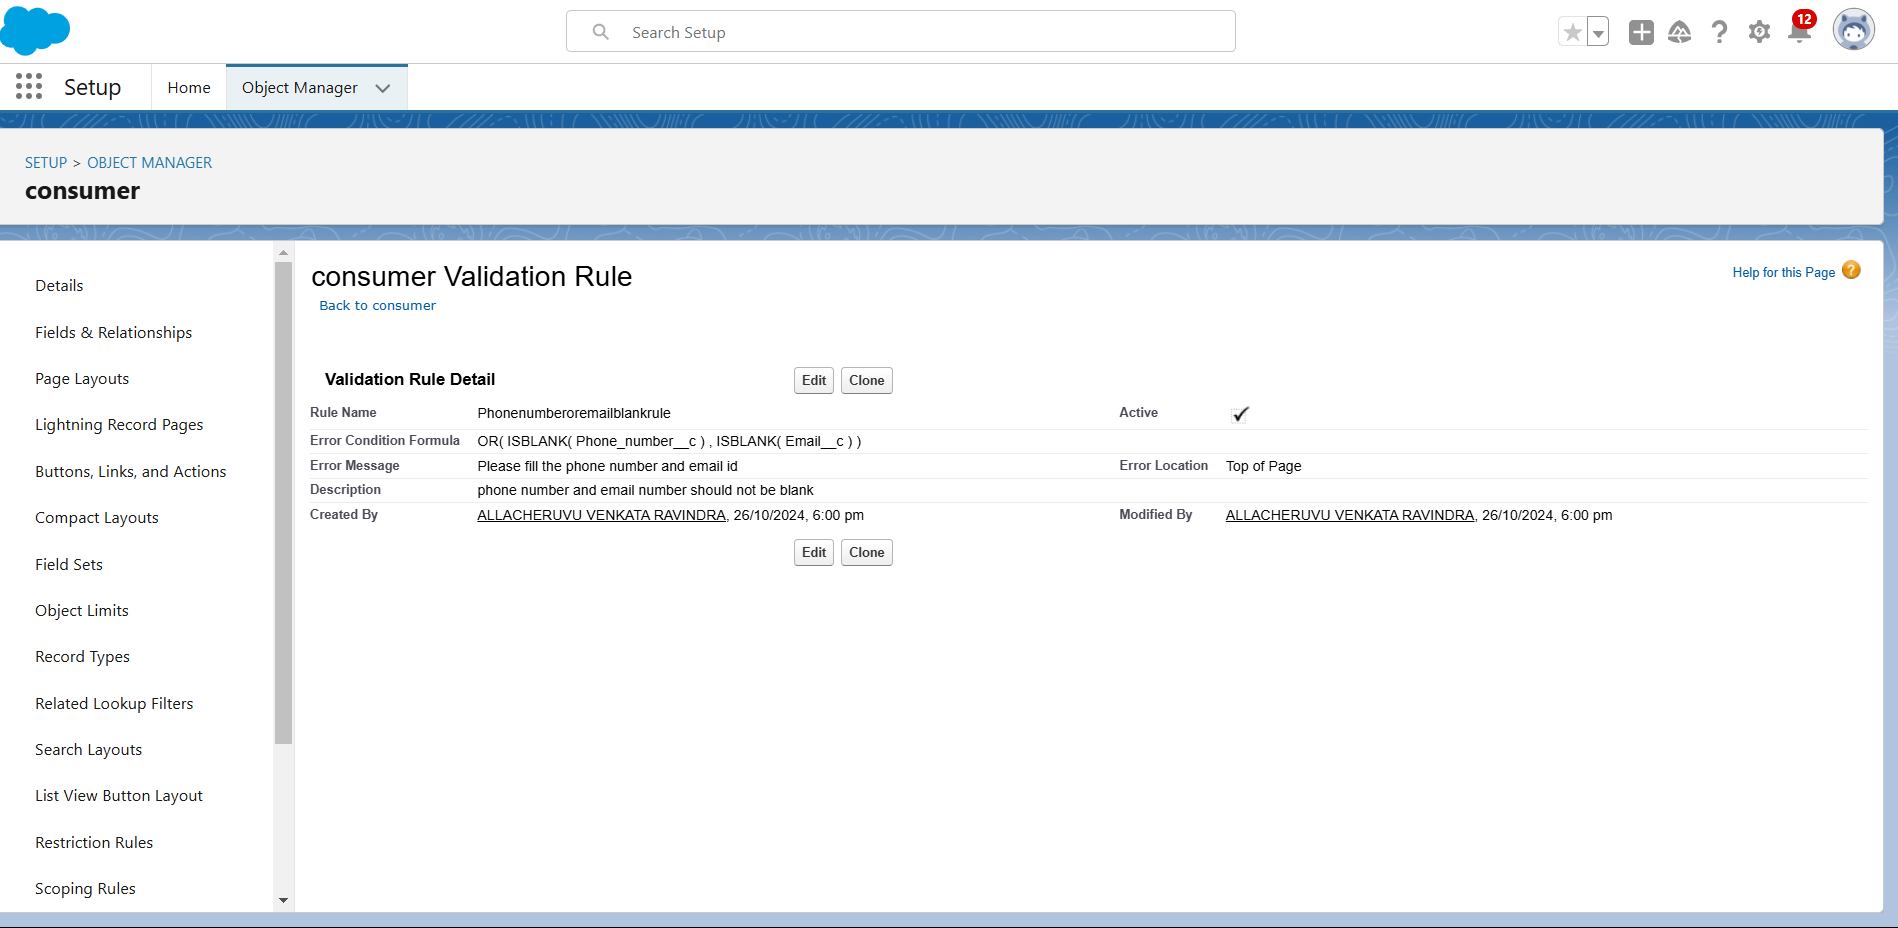 Search Setup
12
Setup
Home
Object Manager
SETUP > OBJECT MANAGER
consumer
Details
Fields & Relationships
Page Layouts
Lightning Record Pages
Buttons, Links, and Actions
Compact Layouts
Field Sets
Object Limits
Record Types
Related Lookup Filters
Search Layouts
List View Button Layout
Restriction Rules
Scoping Rules
consumer Validation Rule
Help for this Page ?
Back to consumer
Validation Rule Detail
Edit Clone
Rule Name Phonenumberoremailblankrule Active
Error Condition Formula OR( ISBLANK( Phone_number__c ) , ISBLANK( Email__c ) )
Error Message Please fill the phone number and email id Error Location Top of Page
Description phone number and email number should not be blank
Created By ALLACHERUVU VENKATA RAVINDRA, 26/10/2024, 6:00 pm Modified By ALLACHERUVU VENKATA RAVINDRA, 26/10/2024, 6:00 pm
Edit Clone